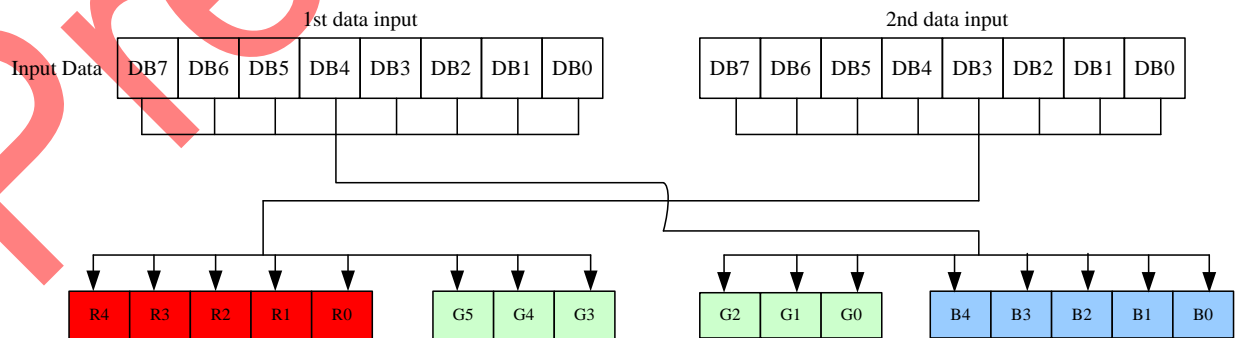 1st data input
2nd data input
Input Data DB7 DB6 DB5 DB4 DB3 DB2 DB1 DB0
DB7 DB6 DB5 DB4 DB3 DB2 DB1 DB0
R4 R3 R2 R1 R0
G5 G4 G3
G2 G1 G0
B4 B3 B2 B1 B0